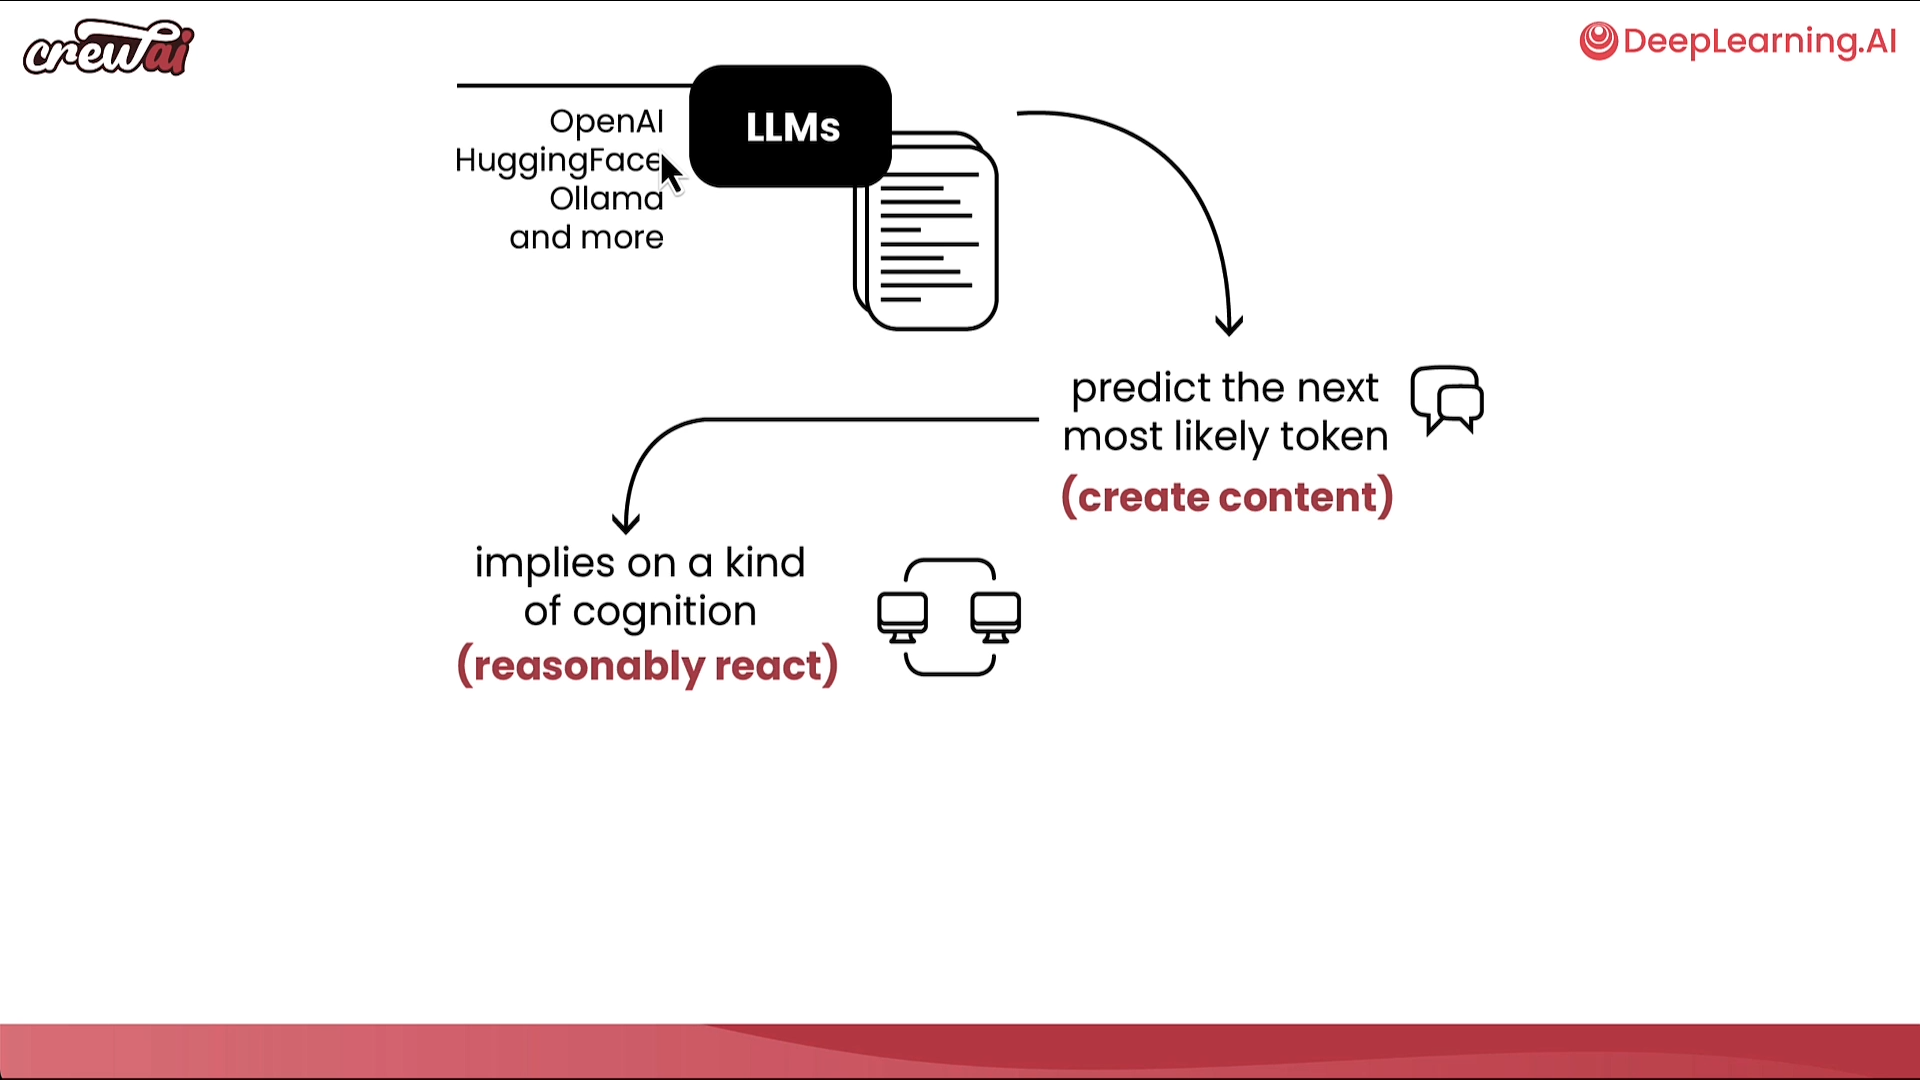 crewai
DeepLearning.AI
LLMs
OpenAI
HuggingFace
Ollama
and more
predict the next
most likely token
(create content)
implies on a kind
of cognition
(reasonably react)